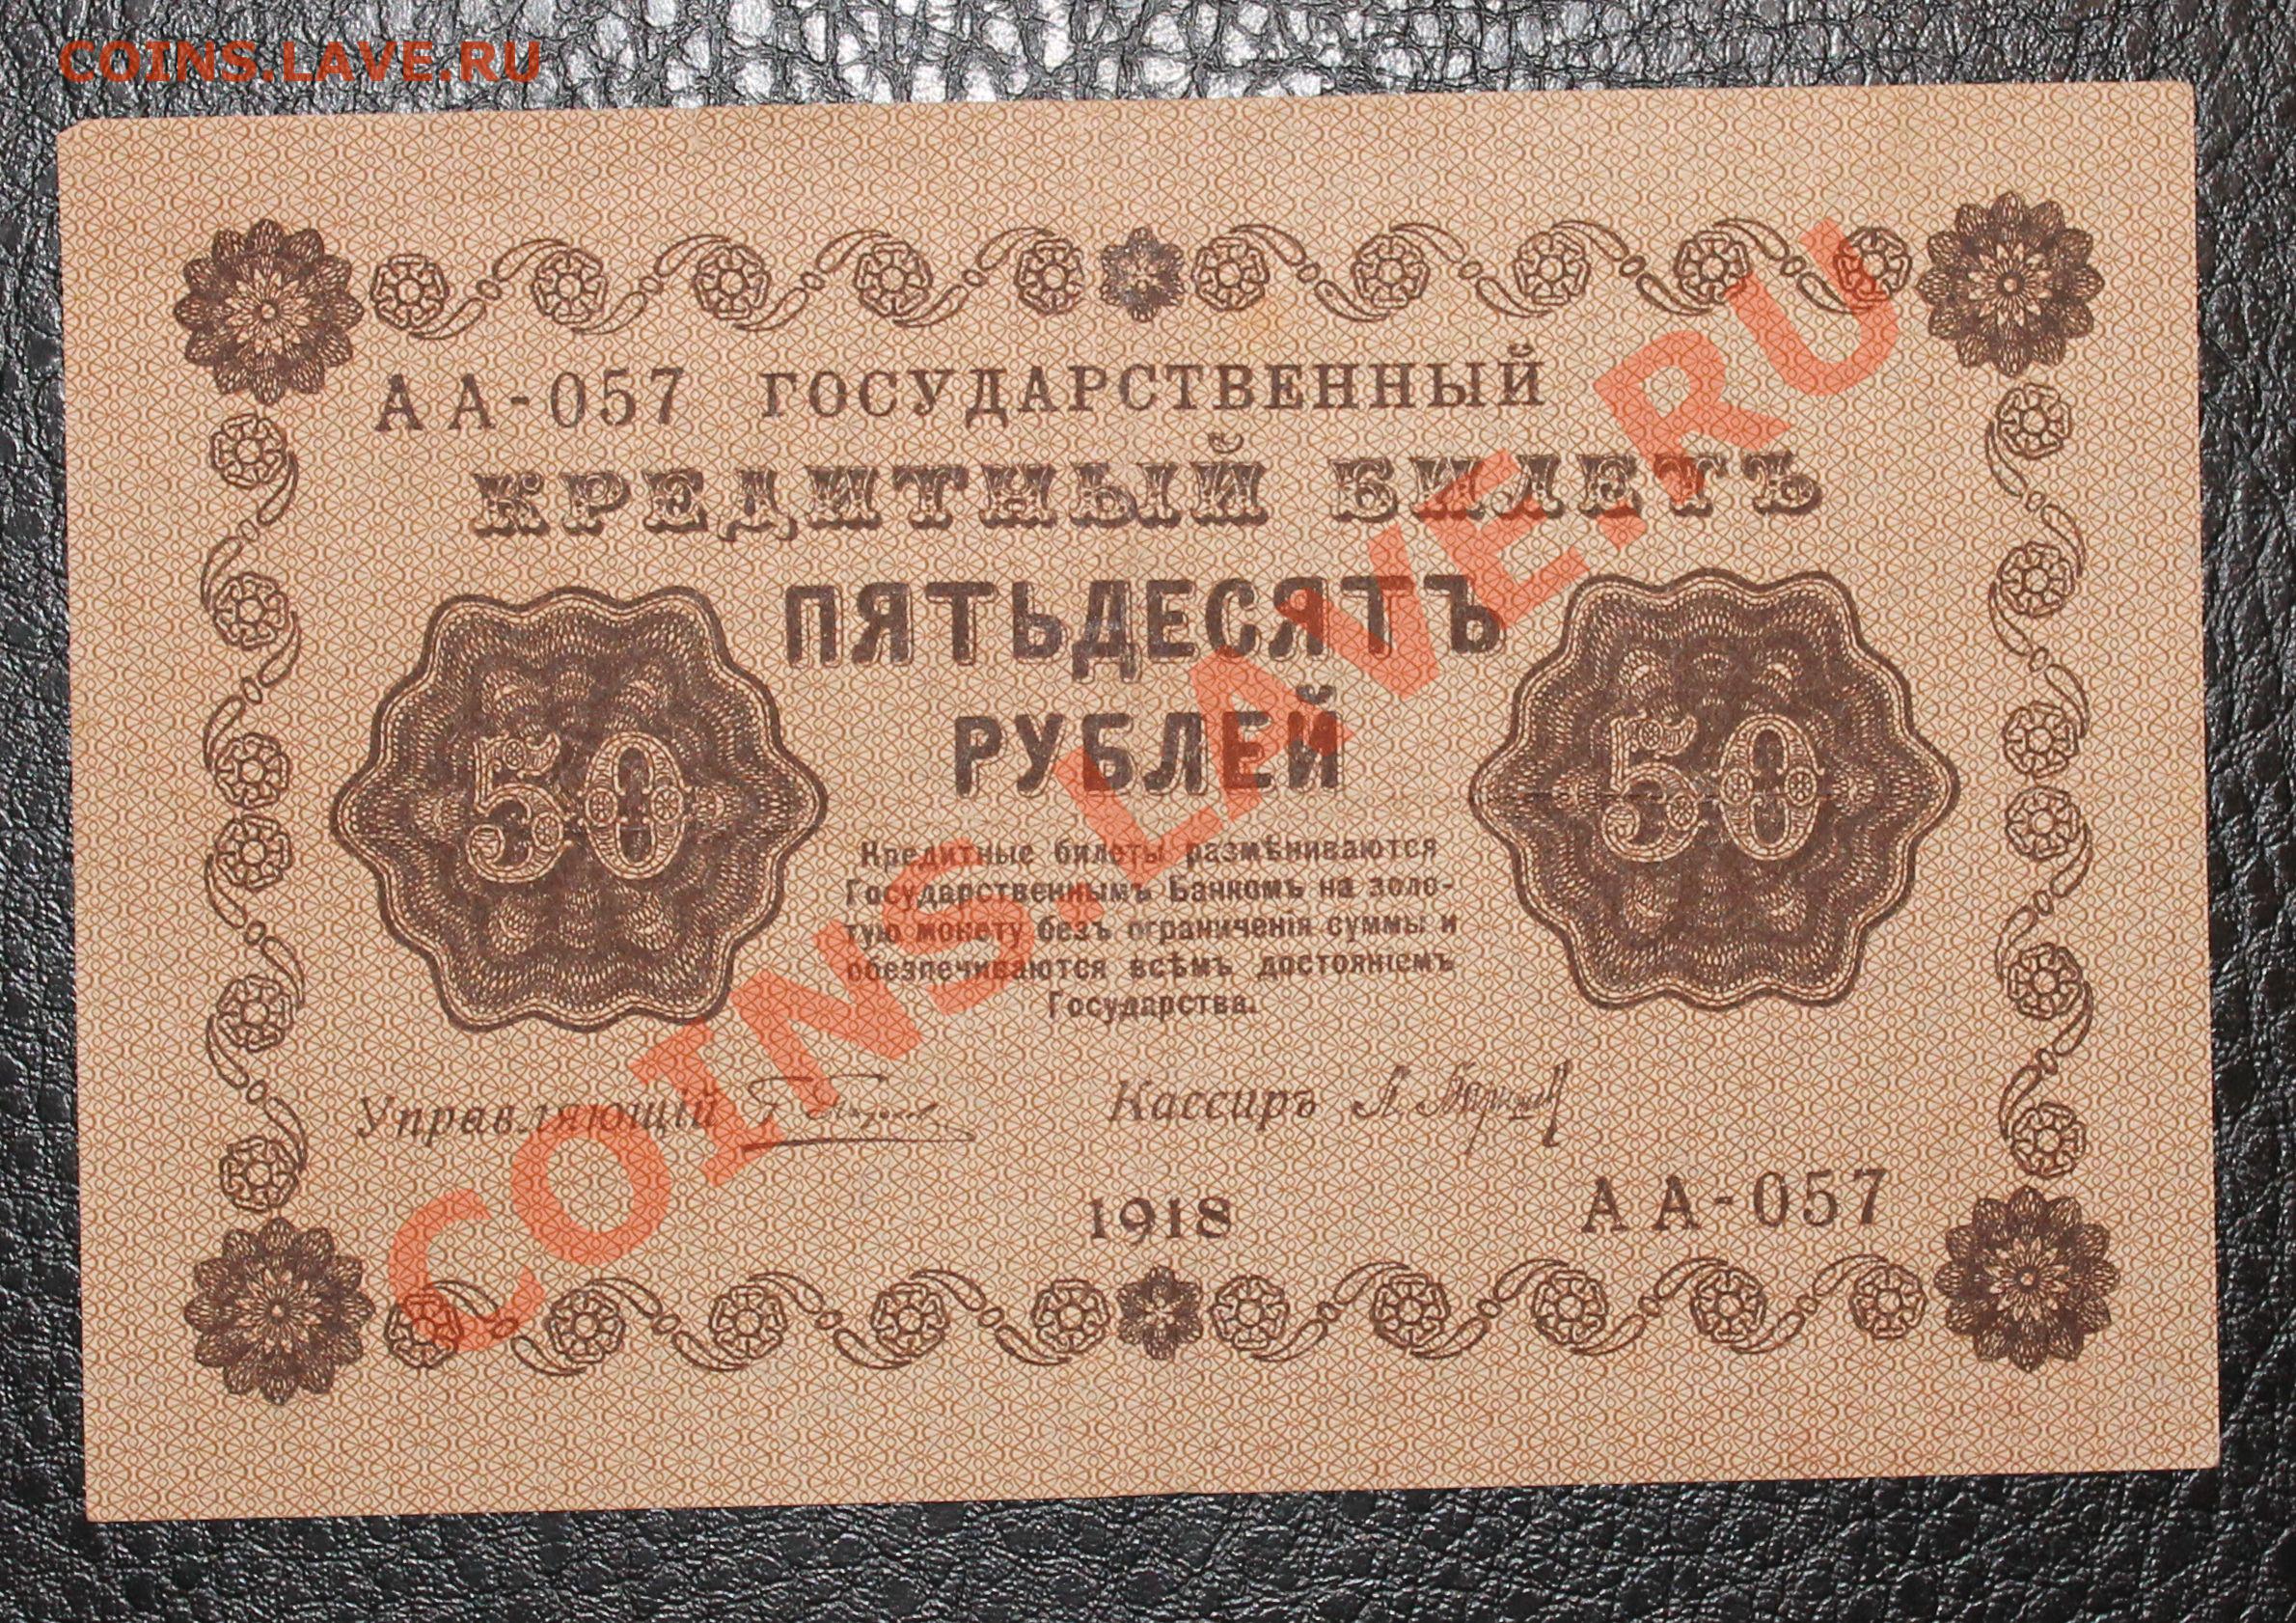 COINS.LAVE.RU
АА-057 ГОСУДАРСТВЕННЫЙ
КРЕДИТНЫЙ БИЛЕТЪ
ПЯТЬДЕСЯТЪ
РУБЛЕЙ
50
50
Кредитные билеты размѣниваются
Государственнымъ Банкомъ на золо-
тую монету безъ ограниченія суммы и
обезпечиваются всѣмъ достояніемъ
Государства.
Управляющій
Кассиръ
1918
АА-057
COINS.LAVE.RU